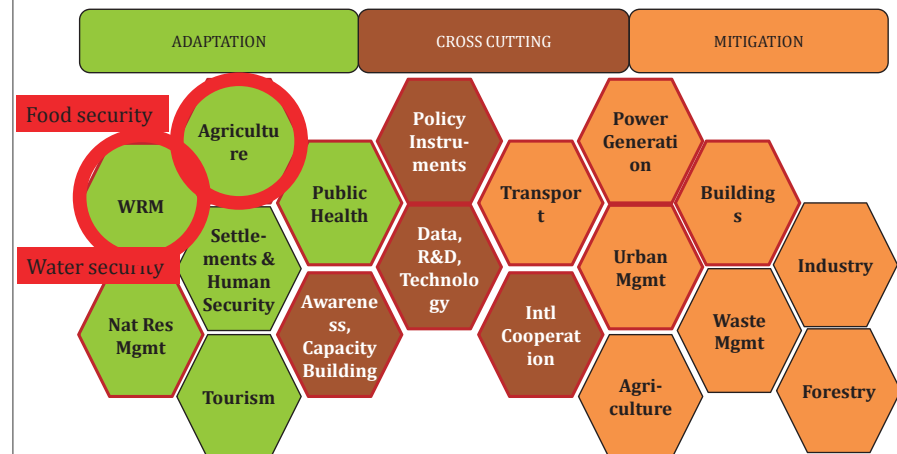 ADAPTATION
CROSS CUTTING
MITIGATION
Food security
Agricultu
re
WRM
Water security
Nat Res
Mgmt
Settle-
ments &
Human
Security
Tourism
Public
Health
Awarene
ss,
Capacity
Building
Policy
Instru-
ments
Data,
R&D,
Technolo
gy
Transpor
t
Intl
Cooperat
ion
Power
Generati
on
Urban
Mgmt
Agri-
culture
Building
s
Waste
Mgmt
Industry
Forestry